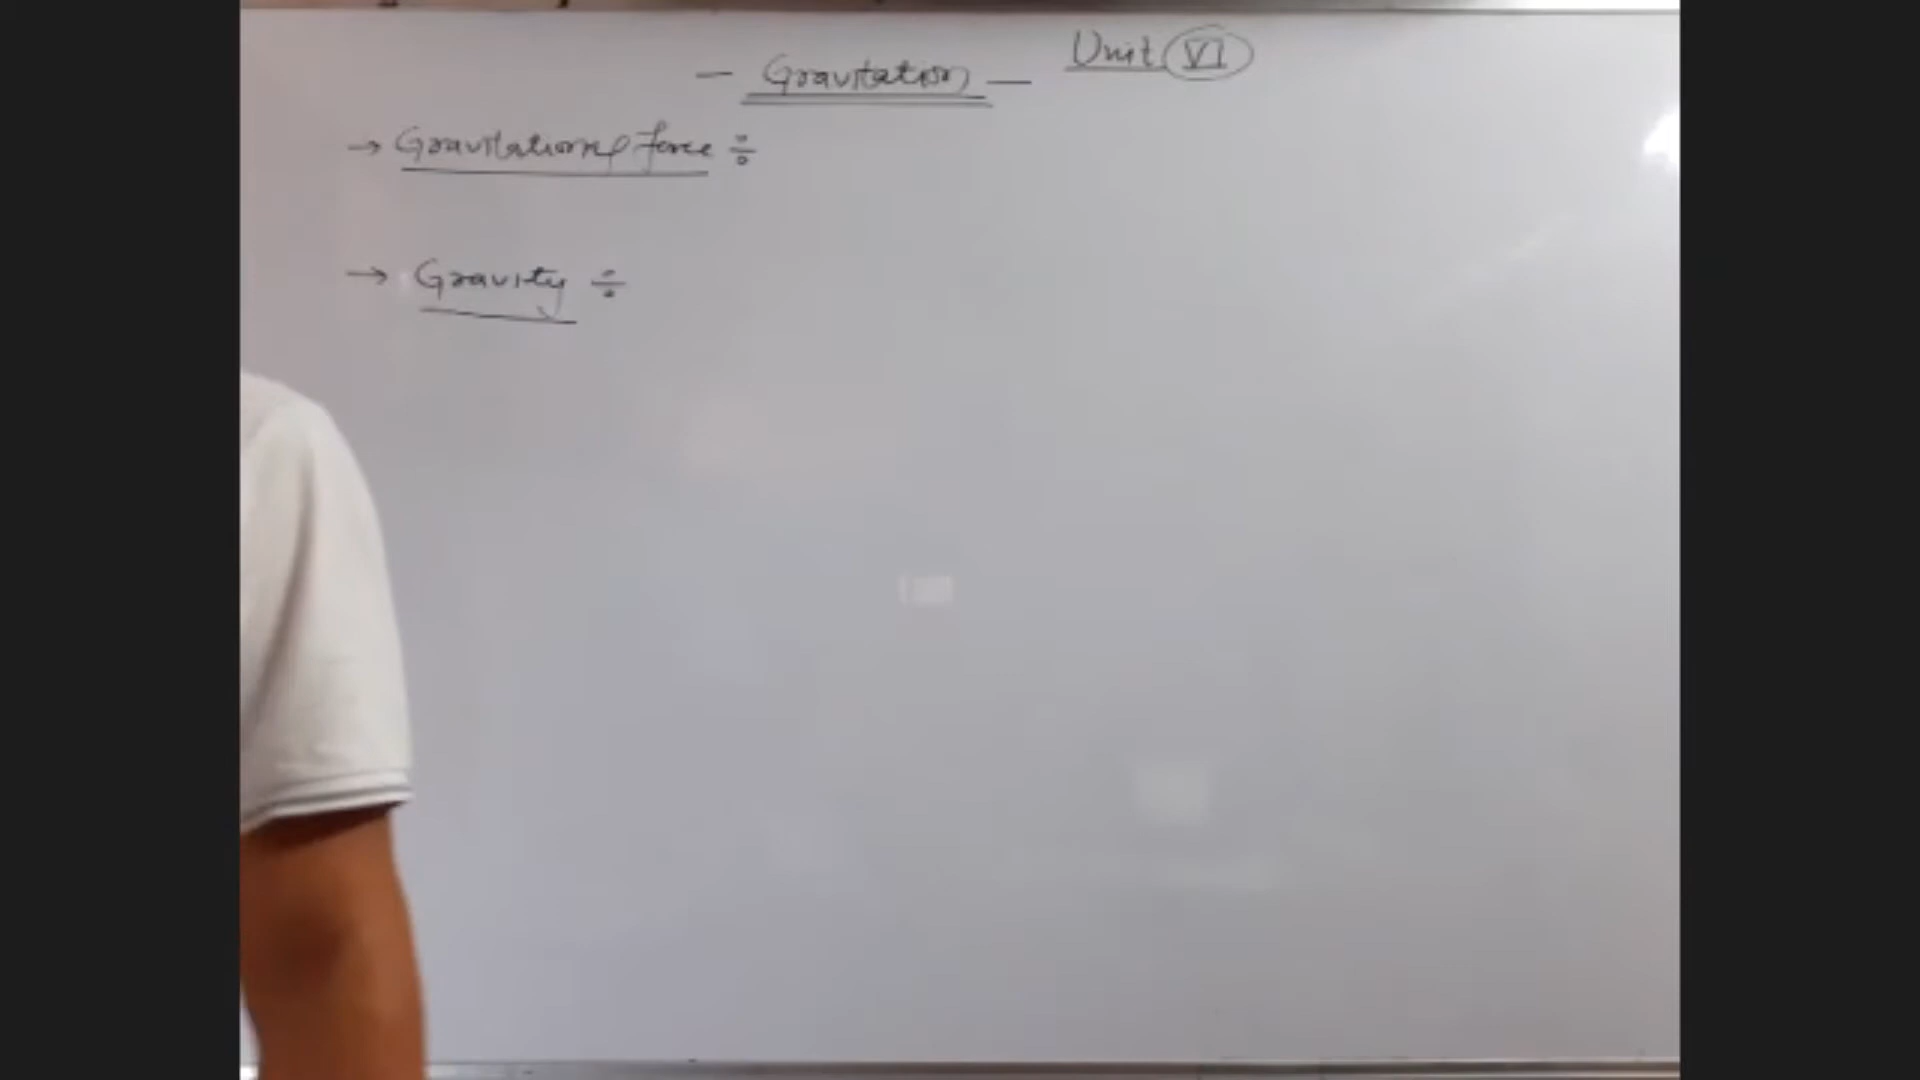 - Gravitation - Unit VI
→ Gravitational force ÷
→ Gravity ÷